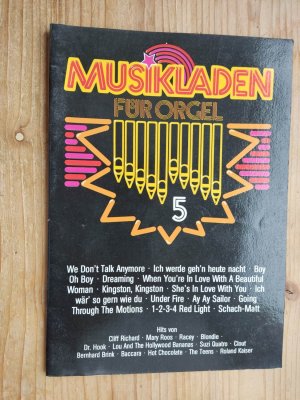 MUSIKLADEN
FÜR ORGEL
5
We Don't Talk Anymore · Ich werde geh'n heute nacht · Boy
Oh Boy · Dreaming · When You're In Love With A Beautiful
Woman · Kingston, Kingston · She's In Love With You · Ich
wär' so gern wie du · Under Fire · Ay Ay Sailor · Going
Through The Motions · 1-2-3-4 Red Light · Schach-Matt
Hits von
Cliff Richard · Mary Roos · Racey · Blondie ·
Dr. Hook · Lou And The Hollywood Bananas · Suzi Quatro · Clout
Bernhard Brink · Baccara · Hot Chocolate · The Teens · Roland Kaiser